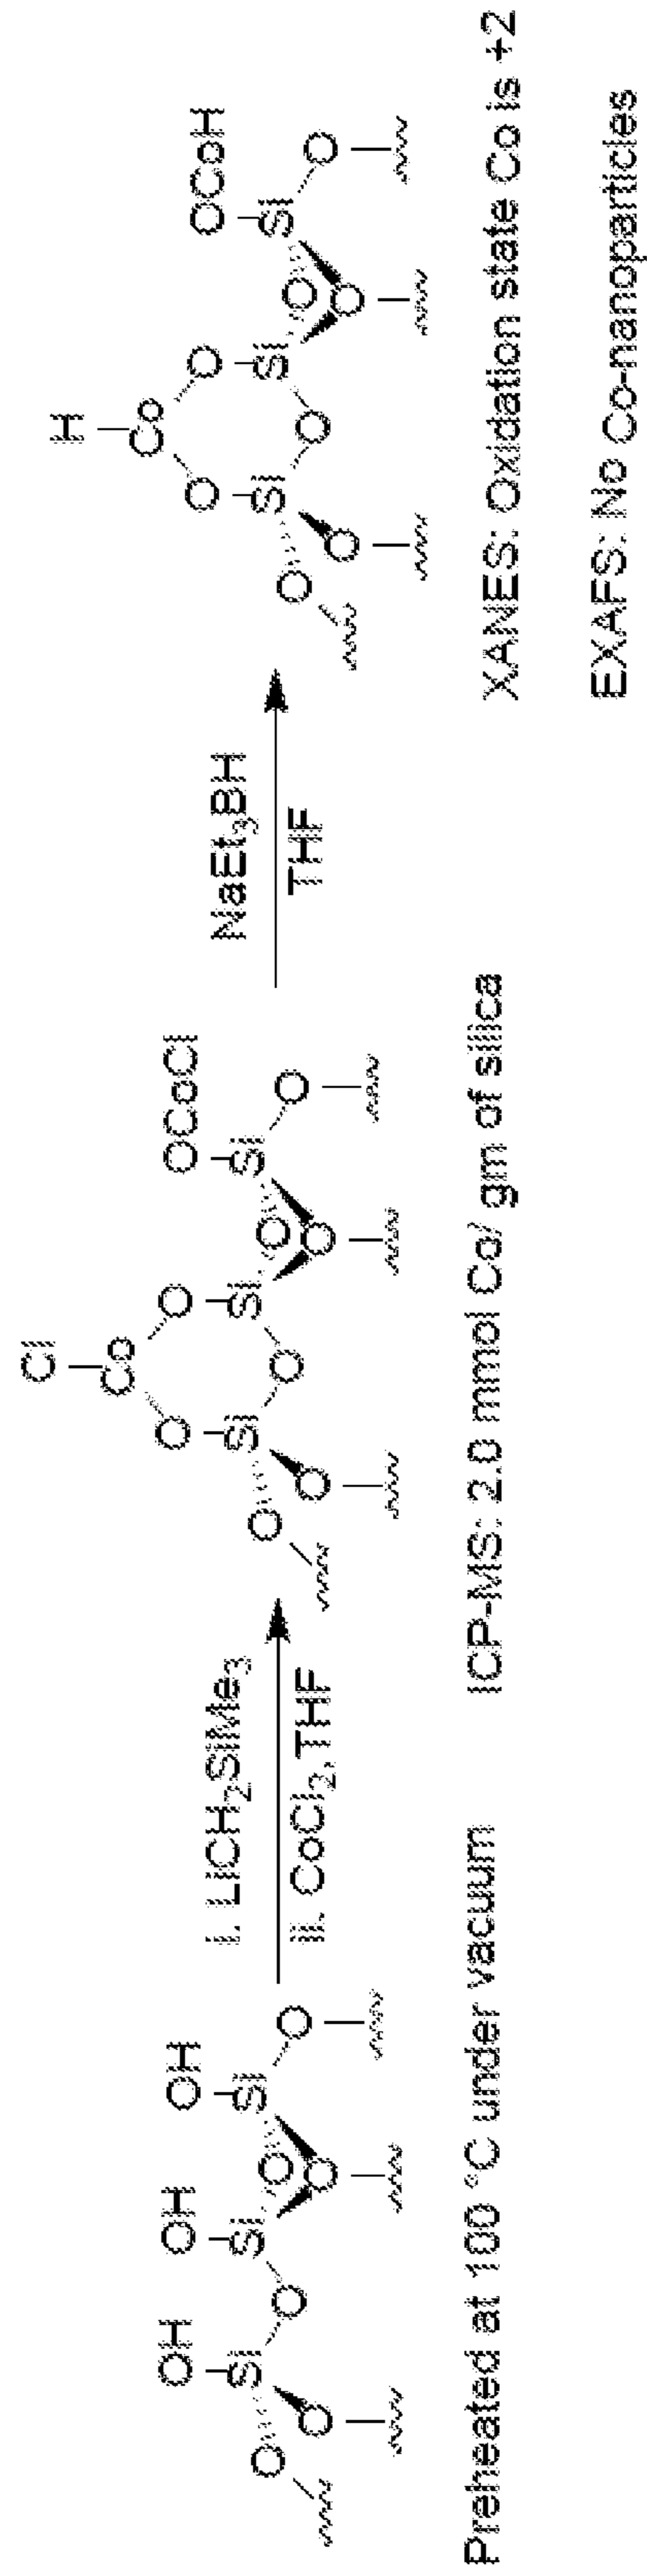 OH OH OH
Si Si Si
O O O O O O
Preheated at 100 °C under vacuum
i. LiCH2SiMe3
ii. CoCl2,THF
Cl
Co
O O OCoCl
Si Si Si
O O O O O O
ICP-MS: 2.0 mmol Co/ gm of silica
NaEt3BH
THF
H
Co
O O OCoH
Si Si Si
O O O O O O
XANES: Oxidation state Co is +2
EXAFS: No Co-nanoparticles